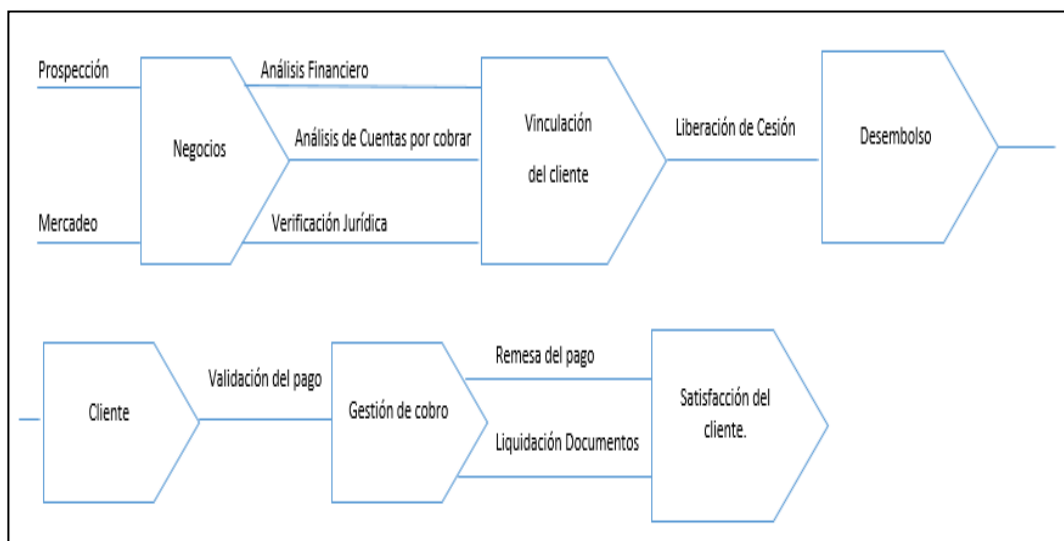 Prospección
Análisis Financiero
Negocios
Análisis de Cuentas por cobrar
Mercadeo
Verificación Jurídica
Vinculación
del cliente
Liberación de Cesión
Desembolso
Cliente
Validación del pago
Gestión de cobro
Remesa del pago
Liquidación Documentos
Satisfacción del
cliente.